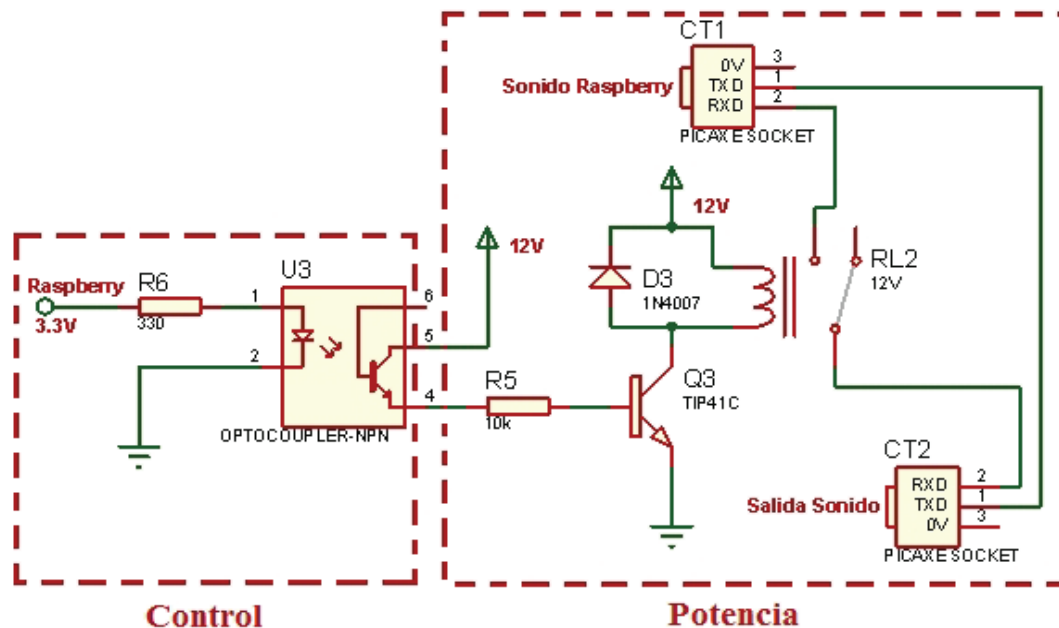 CT1
0V
3
Sonido Raspberry
TXD
1
RXD
2
PICAXE SOCKET
12V
12V
D3
1N4007
RL2
12V
Raspberry
3.3V
R6
330
U3
1
2
6
5
4
OPTOCOUPLER-NPN
R5
10k
Q3
TIP41C
CT2
RXD
2
Salida Sonido
TXD
1
0V
3
PICAXE SOCKET
Control
Potencia